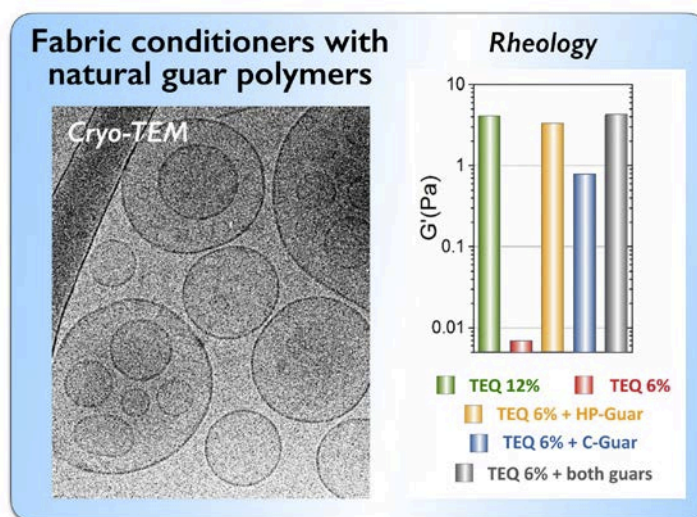 Fabric conditioners with
natural guar polymers
Cryo-TEM
Rheology
10
1
0.1
0.01
G'(Pa)
TEQ 12%
TEQ 6%
TEQ 6% + HP-Guar
TEQ 6% + C-Guar
TEQ 6% + both guars